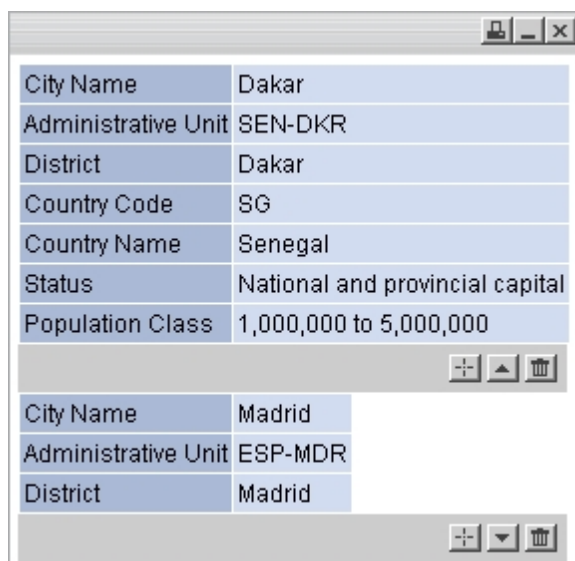 City Name Dakar
Administrative Unit SEN-DKR
District Dakar
Country Code SG
Country Name Senegal
Status National and provincial capital
Population Class 1,000,000 to 5,000,000
City Name Madrid
Administrative Unit ESP-MDR
District Madrid